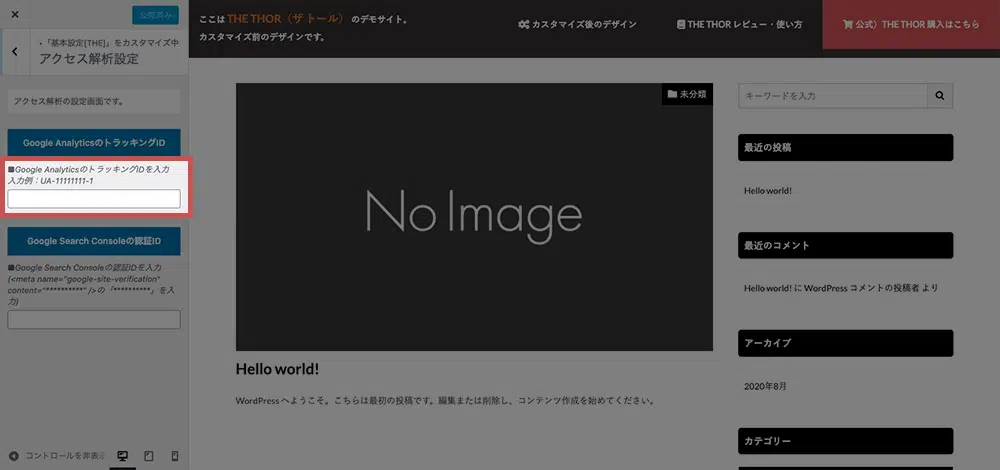 公開済み
・「基本設定[THE]」をカスタマイズ中
アクセス解析設定
アクセス解析の設定画面です。
Google AnalyticsのトラッキングID
■Google AnalyticsのトラッキングIDを入力
入力例：UA-11111111-1
Google Search Consoleの認証ID
■Google Search Consoleの認証IDを入力
(<meta name="google-site-verification"
content="**********" />の「**********」を入
力)
コントロールを非表示
ここは THE THOR（ザ トール） のデモサイト。
カスタマイズ前のデザインです。
カスタマイズ後のデザイン
THE THOR レビュー・使い方
公式）THE THOR 購入はこちら
未分類
No Image
Hello world!
WordPress へようこそ。こちらは最初の投稿です。編集または削除し、コンテンツ作成を始めてください。
キーワードを入力
最近の投稿
Hello world!
最近のコメント
Hello world! に WordPress コメントの投稿者 より
アーカイブ
2020年8月
カテゴリー